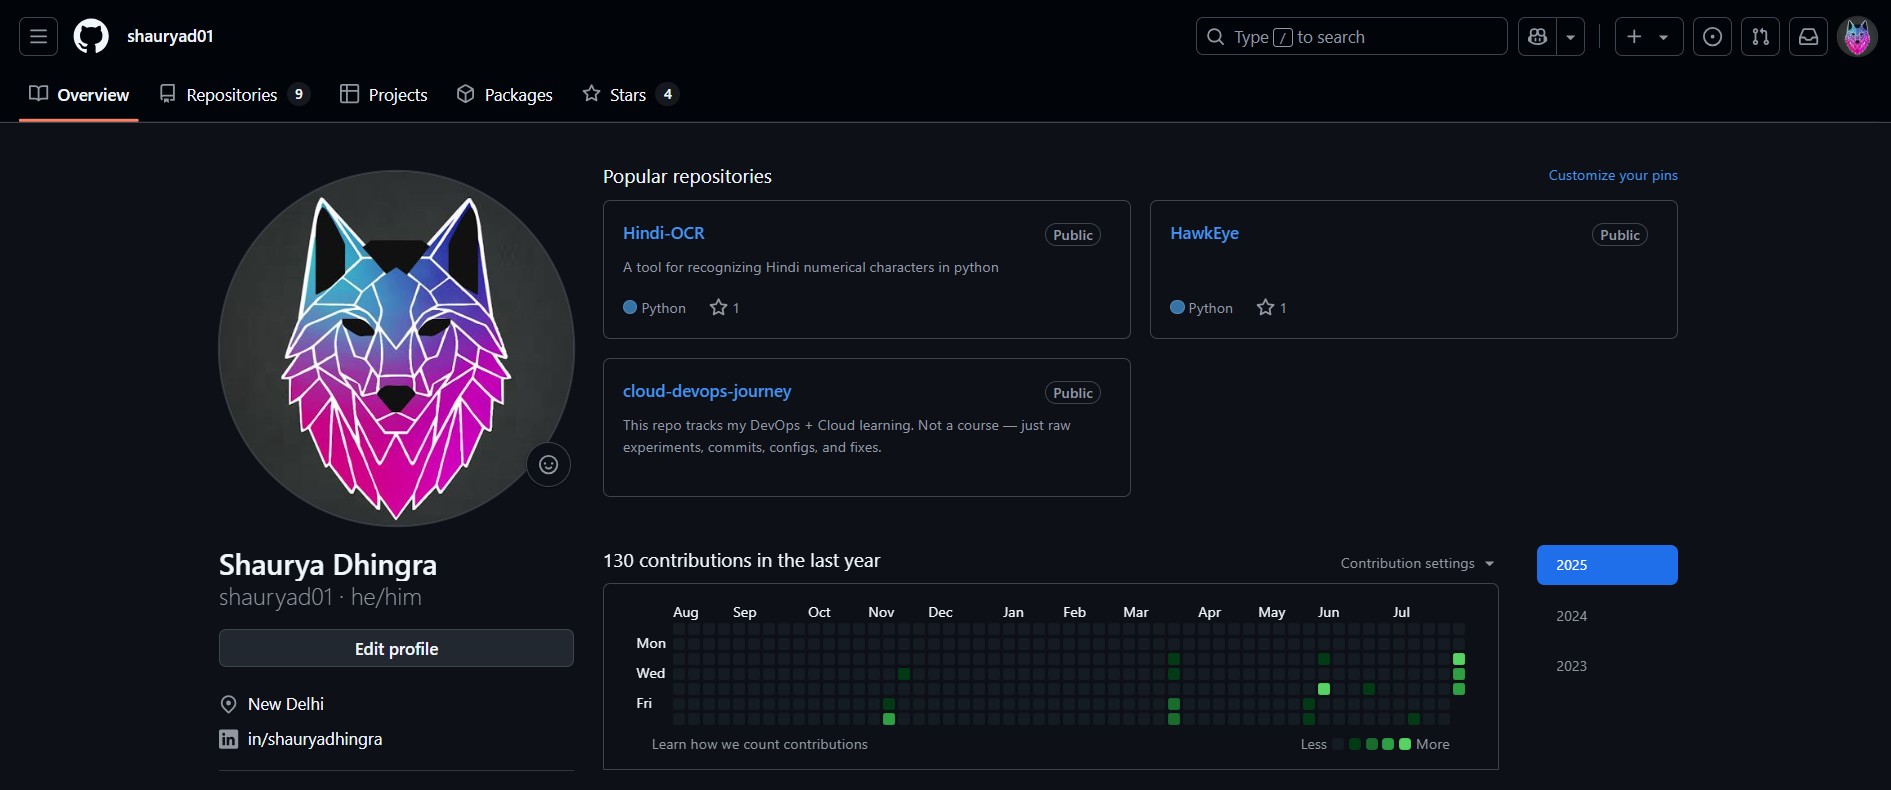 shauryad01
Type / to search
Overview
Repositories 9
Projects
Packages
Stars 4
Popular repositories
Customize your pins
Hindi-OCR
Public
A tool for recognizing Hindi numerical characters in python
Python 1
HawkEye
Public
Python 1
cloud-devops-journey
Public
This repo tracks my DevOps + Cloud learning. Not a course — just raw
experiments, commits, configs, and fixes.
Shaurya Dhingra
shauryad01 · he/him
Edit profile
New Delhi
in/shauryadhingra
130 contributions in the last year
Contribution settings
Aug Sep Oct Nov Dec Jan Feb Mar Apr May Jun Jul
Mon
Wed
Fri
Learn how we count contributions
Less More
2025
2024
2023